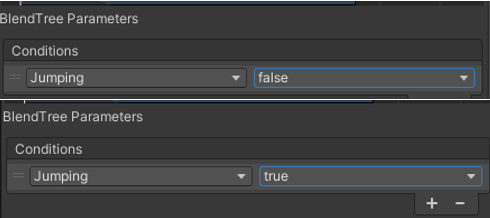 BlendTree Parameters
Conditions
Jumping false
BlendTree Parameters
Conditions
Jumping true
+ −